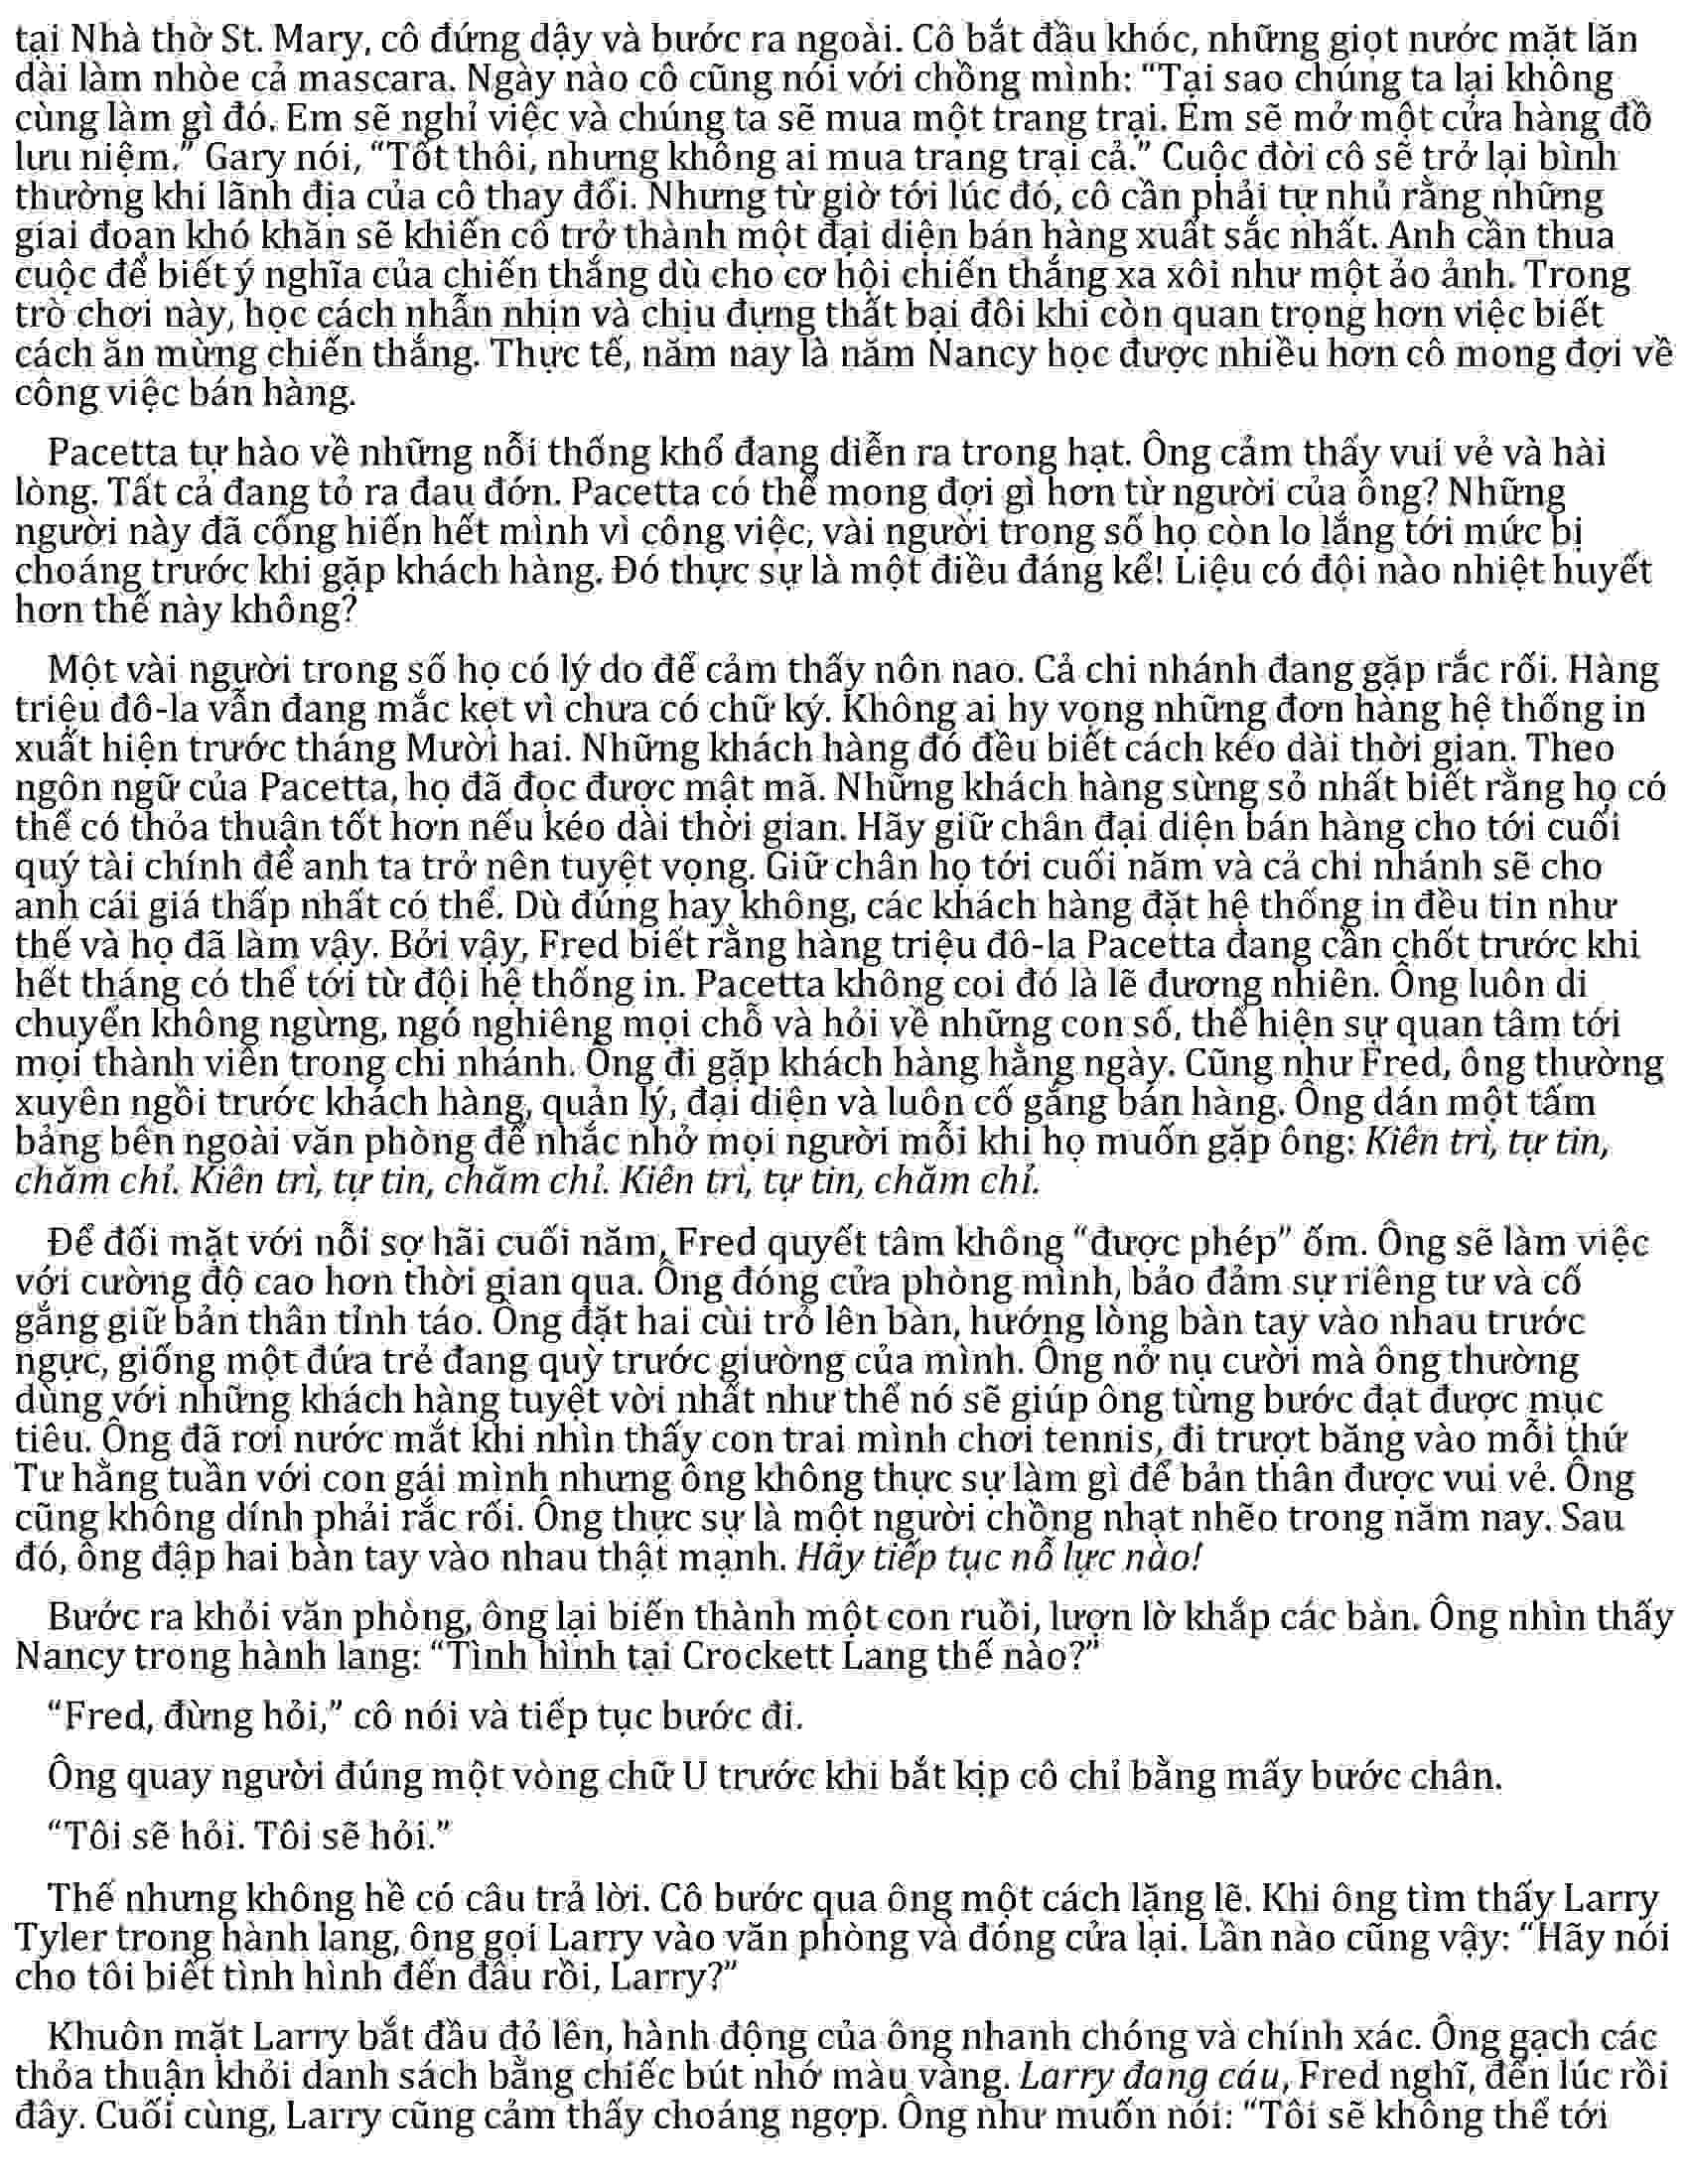 tại Nhà thờ St. Mary, cô đứng dậy và bước ra ngoài. Cô bắt đầu khóc, những giọt nước mặt lăn
dài làm nhòe cả mascara. Ngày nào cô cũng nói với chồng mình: “Tại sao chúng ta lại không
cùng làm gì đó. Em sẽ nghỉ việc và chúng ta sẽ mua một trang trại. Em sẽ mở một cửa hàng đồ
lưu niệm.” Gary nói, “Tốt thôi, nhưng không ai mua trang trại cả.” Cuộc đời cô sẽ trở lại bình
thường khi lãnh địa của cô thay đổi. Nhưng từ giờ tới lúc đó, cô cần phải tự nhủ rằng những
giai đoạn khó khăn sẽ khiến cô trở thành một đại diện bán hàng xuất sắc nhất. Anh cần thua
cuộc để biết ý nghĩa của chiến thắng dù cho cơ hội chiến thắng xa xôi như một ảo ảnh. Trong
trò chơi này, học cách nhẫn nhịn và chịu đựng thất bại đôi khi còn quan trọng hơn việc biết
cách ăn mừng chiến thắng. Thực tế, năm nay là năm Nancy học được nhiều hơn cô mong đợi về
công việc bán hàng.
Pacetta tự hào về những nỗi thống khổ đang diễn ra trong hạt. Ông cảm thấy vui vẻ và hài
lòng. Tất cả đang tỏ ra đau đớn. Pacetta có thể mong đợi gì hơn từ người của ông? Những
người này đã cống hiến hết mình vì công việc, vài người trong số họ còn lo lắng tới mức bị
choáng trước khi gặp khách hàng. Đó thực sự là một điều đáng kể! Liệu có đội nào nhiệt huyết
hơn thế này không?
Một vài người trong số họ có lý do để cảm thấy nôn nao. Cả chi nhánh đang gặp rắc rối. Hàng
triệu đô-la vẫn đang mắc kẹt vì chưa có chữ ký. Không ai hy vọng những đơn hàng hệ thống in
xuất hiện trước tháng Mười hai. Những khách hàng đó đều biết cách kéo dài thời gian. Theo
ngôn ngữ của Pacetta, họ đã đọc được mật mã. Những khách hàng sừng sỏ nhất biết rằng họ có
thể có thỏa thuận tốt hơn nếu kéo dài thời gian. Hãy giữ chân đại diện bán hàng cho tới cuối
quý tài chính để anh ta trở nên tuyệt vọng. Giữ chân họ tới cuối năm và cả chi nhánh sẽ cho
anh cái giá thấp nhất có thể. Dù đúng hay không, các khách hàng đặt hệ thống in đều tin như
thế và họ đã làm vậy. Bởi vậy, Fred biết rằng hàng triệu đô-la Pacetta đang cần chốt trước khi
hết tháng có thể tới từ đội hệ thống in. Pacetta không coi đó là lẽ đương nhiên. Ông luôn di
chuyển không ngừng, ngó nghiêng mọi chỗ và hỏi về những con số, thể hiện sự quan tâm tới
mọi thành viên trong chi nhánh. Ông đi gặp khách hàng hằng ngày. Cũng như Fred, ông thường
xuyên ngồi trước khách hàng, quản lý, đại diện và luôn cố gắng bán hàng. Ông dán một tấm
bảng bên ngoài văn phòng để nhắc nhở mọi người mỗi khi họ muốn gặp ông: Kiên trì, tự tin,
chăm chỉ. Kiên trì, tự tin, chăm chỉ. Kiên trì, tự tin, chăm chỉ.
Để đối mặt với nỗi sợ hãi cuối năm, Fred quyết tâm không “được phép” ốm. Ông sẽ làm việc
với cường độ cao hơn thời gian qua. Ông đóng cửa phòng mình, bảo đảm sự riêng tư và cố
gắng giữ bản thân tỉnh táo. Ông đặt hai cùi trỏ lên bàn, hướng lòng bàn tay vào nhau trước
ngực, giống một đứa trẻ đang quỳ trước giường của mình. Ông nở nụ cười mà ông thường
dùng với những khách hàng tuyệt vời nhất như thể nó sẽ giúp ông từng bước đạt được mục
tiêu. Ông đã rơi nước mắt khi nhìn thấy con trai mình chơi tennis, đi trượt băng vào mỗi thứ
Tư hằng tuần với con gái mình nhưng ông không thực sự làm gì để bản thân được vui vẻ. Ông
cũng không dính phải rắc rối. Ông thực sự là một người chồng nhạt nhẽo trong năm nay. Sau
đó, ông đập hai bàn tay vào nhau thật mạnh. Hãy tiếp tục nỗ lực nào!
Bước ra khỏi văn phòng, ông lại biến thành một con ruồi, lượn lờ khắp các bàn. Ông nhìn thấy
Nancy trong hành lang: “Tình hình tại Crockett Lang thế nào?”
“Fred, đừng hỏi,” cô nói và tiếp tục bước đi.
Ông quay người đúng một vòng chữ U trước khi bắt kịp cô chỉ bằng mấy bước chân.
“Tôi sẽ hỏi. Tôi sẽ hỏi.”
Thế nhưng không hề có câu trả lời. Cô bước qua ông một cách lặng lẽ. Khi ông tìm thấy Larry
Tyler trong hành lang, ông gọi Larry vào văn phòng và đóng cửa lại. Lần nào cũng vậy: “Hãy nói
cho tôi biết tình hình đến đâu rồi, Larry?”
Khuôn mặt Larry bắt đầu đỏ lên, hành động của ông nhanh chóng và chính xác. Ông gạch các
thỏa thuận khỏi danh sách bằng chiếc bút nhớ màu vàng. Larry đang cáu, Fred nghĩ, đến lúc rồi
đây. Cuối cùng, Larry cũng cảm thấy choáng ngợp. Ông như muốn nói: “Tôi sẽ không thể tới